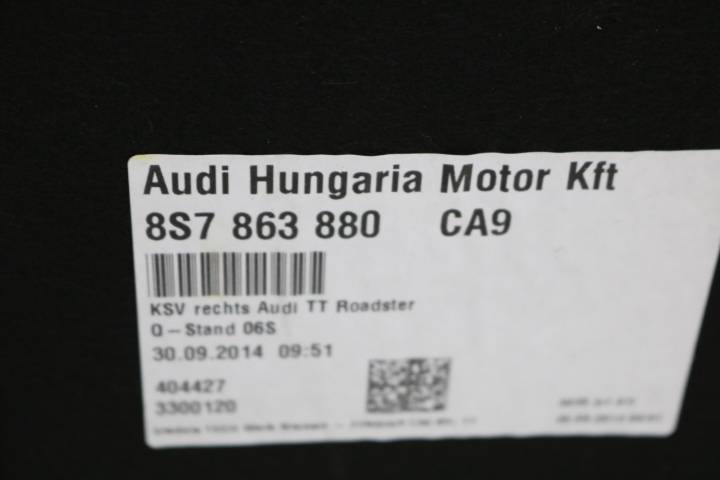 Audi Hungaria Motor Kft
8S7 863 880 CA9
KSV rechts Audi TT Roadster
Q-Stand 06S
30.09.2014 09:51
404427
3300120